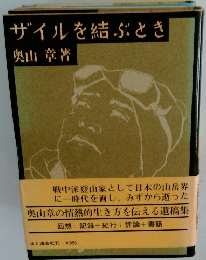 ザイルを結ぶとき
奥山 章著
戦中派登山家として日本の山岳界
に一時代を画し、みずから逝った
奥山章の情熱的生き方を伝える遺稿集
回想・記録+紀行+評論+書簡